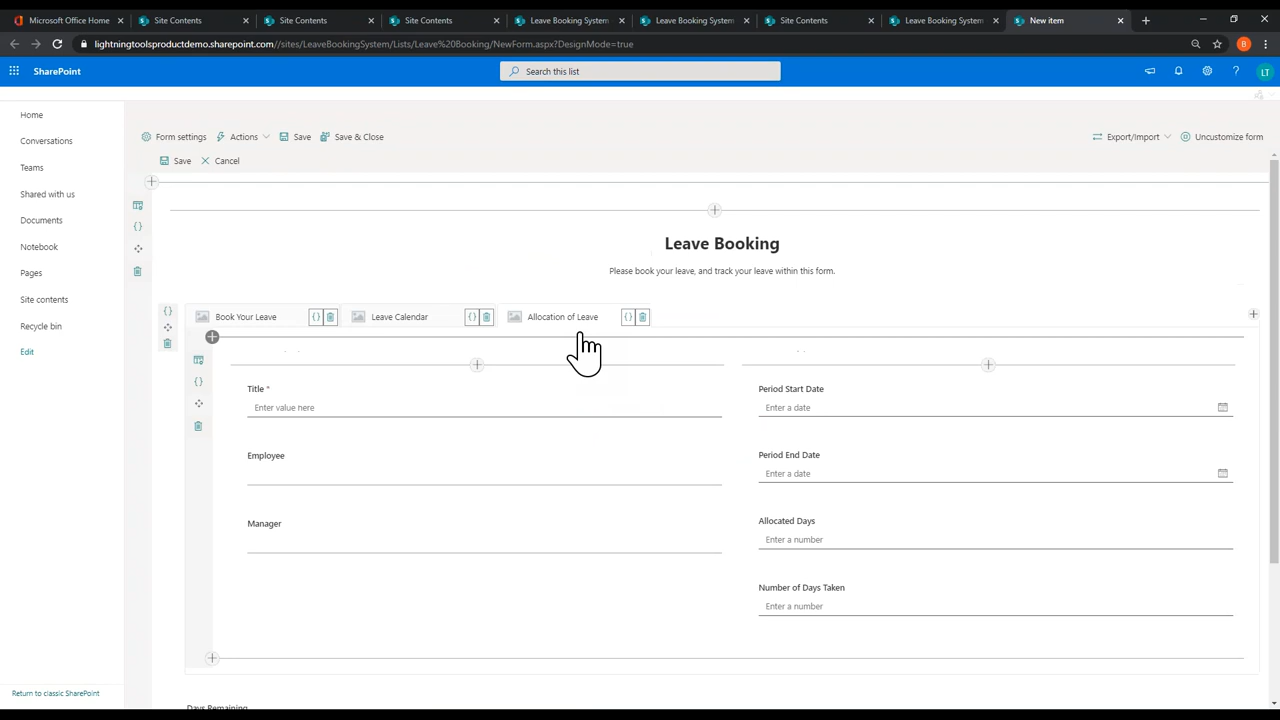 Microsoft Office Home
Site Contents
Site Contents
Site Contents
Leave Booking System
Leave Booking System
Site Contents
Leave Booking System
New item
lightningtoolsproductdemo.sharepoint.com//sites/LeaveBookingSystem/Lists/Leave%20Booking/NewForm.aspx?DesignMode=true
B
SharePoint
Search this list
LT
Home
Conversations
Teams
Shared with us
Documents
Notebook
Pages
Site contents
Recycle bin
Edit
Return to classic SharePoint
Form settings
Actions
Save
Save & Close
Export/Import
Uncustomize form
Save
Cancel
Leave Booking
Please book your leave, and track your leave within this form.
Book Your Leave
Leave Calendar
Allocation of Leave
Title *
Enter value here
Employee
Manager
Period Start Date
Enter a date
Period End Date
Enter a date
Allocated Days
Enter a number
Number of Days Taken
Enter a number
Days Remaining